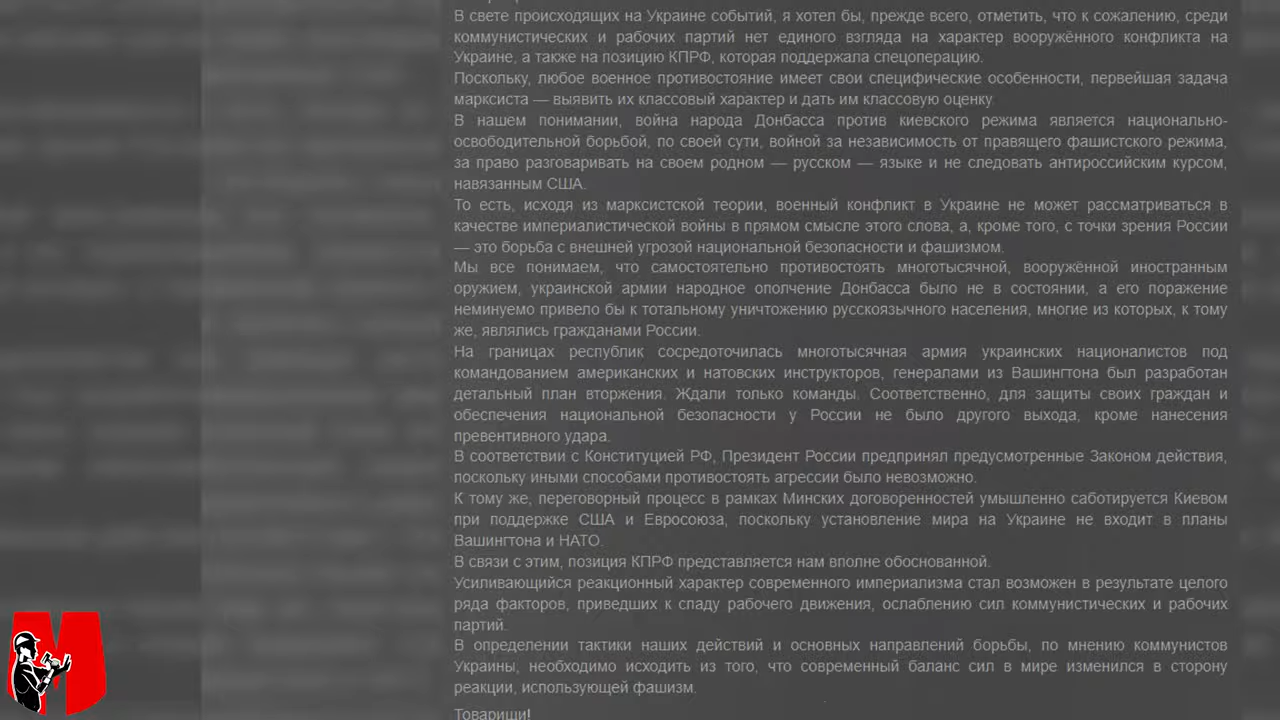 В свете происходящих на Украине событий, я хотел бы, прежде всего, отметить, что к сожалению, среди
коммунистических и рабочих партий нет единого взгляда на характер вооружённого конфликта на
Украине, а также на позицию КПРФ, которая поддержала спецоперацию.
Поскольку, любое военное противостояние имеет свои специфические особенности, первейшая задача
марксиста — выявить их классовый характер и дать им классовую оценку
В нашем понимании, война народа Донбасса против киевского режима является национально-
освободительной борьбой, по своей сути, войной за независимость от правящего фашистского режима,
за право разговаривать на своем родном — русском — языке и не следовать антироссийским курсом,
навязанным США.
То есть, исходя из марксистской теории, военный конфликт в Украине не может рассматриваться в
качестве империалистической войны в прямом смысле этого слова, а, кроме того, с точки зрения России
— это борьба с внешней угрозой национальной безопасности и фашизмом.
Мы все понимаем, что самостоятельно противостоять многотысячной, вооружённой иностранным
оружием, украинской армии народное ополчение Донбасса было не в состоянии, а его поражение
неминуемо привело бы к тотальному уничтожению русскоязычного населения, многие из которых, к тому
же, являлись гражданами России.
На границах республик сосредоточилась многотысячная армия украинских националистов под
командованием американских и натовских инструкторов, генералами из Вашингтона был разработан
детальный план вторжения. Ждали только команды. Соответственно, для защиты своих граждан и
обеспечения национальной безопасности у России не было другого выхода, кроме нанесения
превентивного удара.
В соответствии с Конституцией РФ, Президент России предпринял предусмотренные Законом действия,
поскольку иными способами противостоять агрессии было невозможно.
К тому же, переговорный процесс в рамках Минских договоренностей умышленно саботируется Киевом
при поддержке США и Евросоюза, поскольку установление мира на Украине не входит в планы
Вашингтона и НАТО.
В связи с этим, позиция КПРФ представляется нам вполне обоснованной.
Усиливающийся реакционный характер современного империализма стал возможен в результате целого
ряда факторов, приведших к спаду рабочего движения, ослаблению сил коммунистических и рабочих
партий.
В определении тактики наших действий и основных направлений борьбы, по мнению коммунистов
Украины, необходимо исходить из того, что современный баланс сил в мире изменился в сторону
реакции, использующей фашизм.
Товарищи!